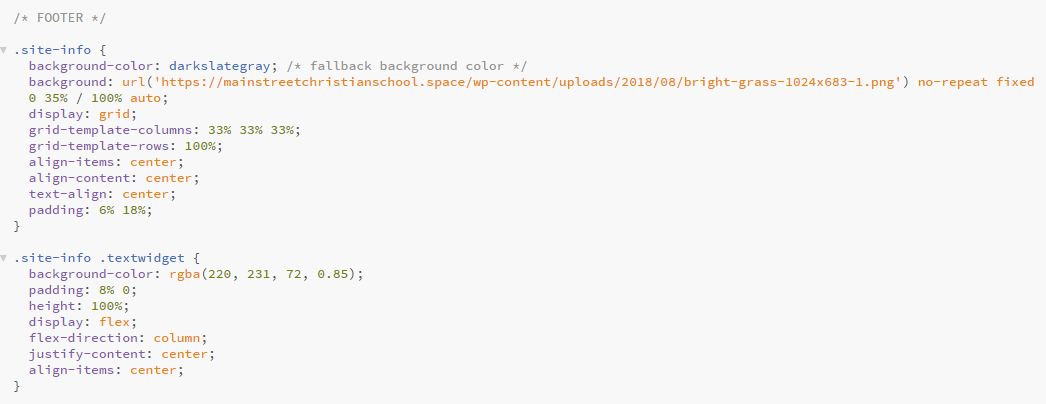 /* FOOTER */
.site-info {
background-color: darkslategray; /* fallback background color */
background: url('https://mainstreetchristianschool.space/wp-content/uploads/2018/08/bright-grass-1024x683-1.png') no-repeat fixed
0 35% / 100% auto;
display: grid;
grid-template-columns: 33% 33% 33%;
grid-template-rows: 100%;
align-items: center;
align-content: center;
text-align: center;
padding: 6% 18%;
}
.site-info .textwidget {
background-color: rgba(220, 231, 72, 0.85);
padding: 8% 0;
height: 100%;
display: flex;
flex-direction: column;
justify-content: center;
align-items: center;
}